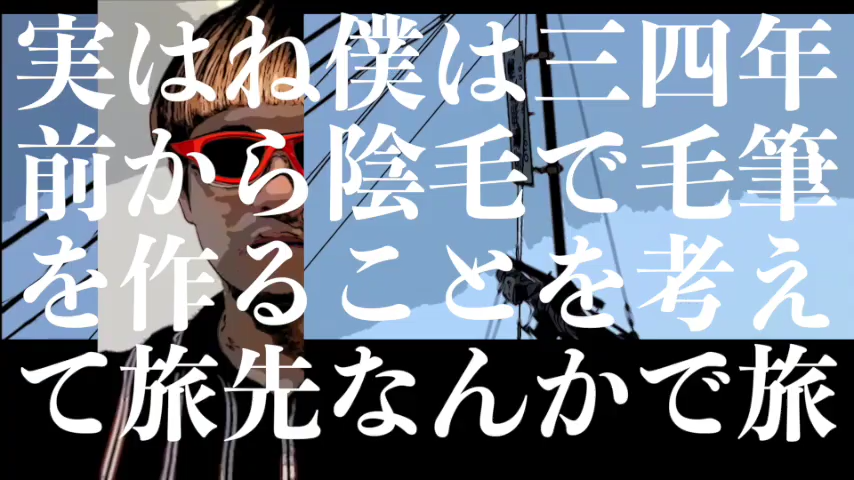 実はね僕は三四年
前から陰毛で毛筆
を作ることを考え
て旅先なんかで旅